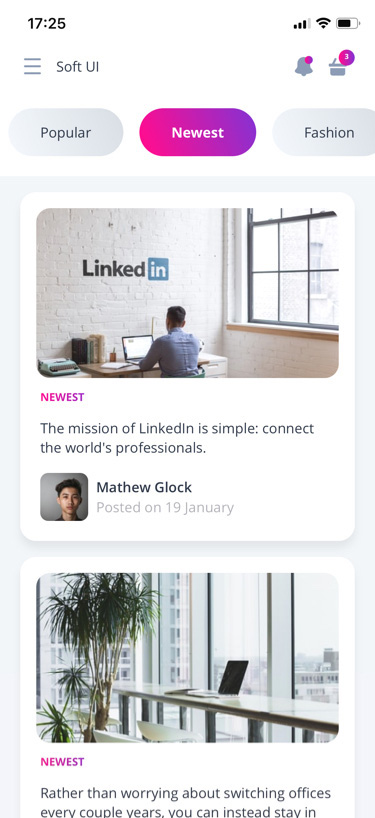 17:25
Soft UI
3
Popular
Newest
Fashion
Linked in
NEWEST
The mission of LinkedIn is simple: connect
the world's professionals.
Mathew Glock
Posted on 19 January
NEWEST
Rather than worrying about switching offices
every couple years, you can instead stay in